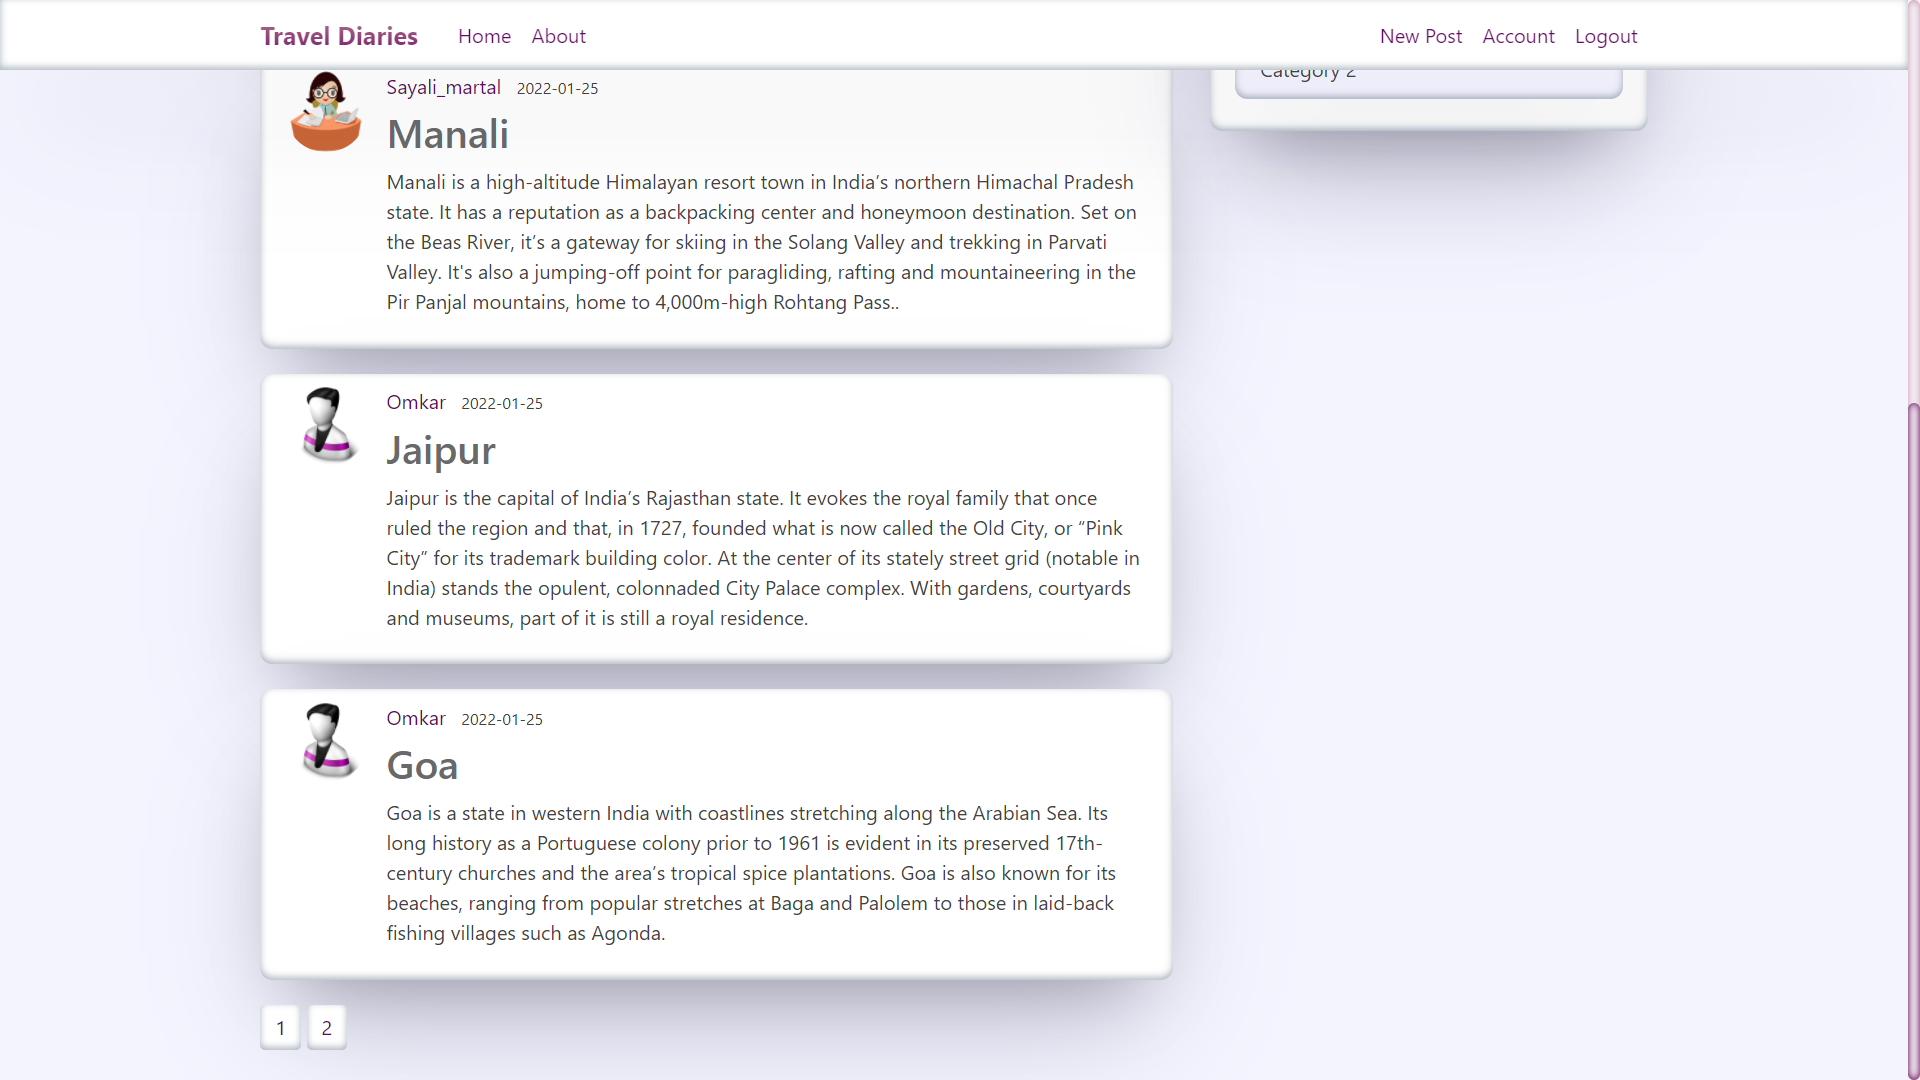 Travel Diaries Home About New Post Account Logout
Category 2
Sayali_martal 2022-01-25
Manali
Manali is a high-altitude Himalayan resort town in India’s northern Himachal Pradesh
state. It has a reputation as a backpacking center and honeymoon destination. Set on
the Beas River, it’s a gateway for skiing in the Solang Valley and trekking in Parvati
Valley. It's also a jumping-off point for paragliding, rafting and mountaineering in the
Pir Panjal mountains, home to 4,000m-high Rohtang Pass..
Omkar 2022-01-25
Jaipur
Jaipur is the capital of India’s Rajasthan state. It evokes the royal family that once
ruled the region and that, in 1727, founded what is now called the Old City, or “Pink
City” for its trademark building color. At the center of its stately street grid (notable in
India) stands the opulent, colonnaded City Palace complex. With gardens, courtyards
and museums, part of it is still a royal residence.
Omkar 2022-01-25
Goa
Goa is a state in western India with coastlines stretching along the Arabian Sea. Its
long history as a Portuguese colony prior to 1961 is evident in its preserved 17th-
century churches and the area’s tropical spice plantations. Goa is also known for its
beaches, ranging from popular stretches at Baga and Palolem to those in laid-back
fishing villages such as Agonda.
1 2